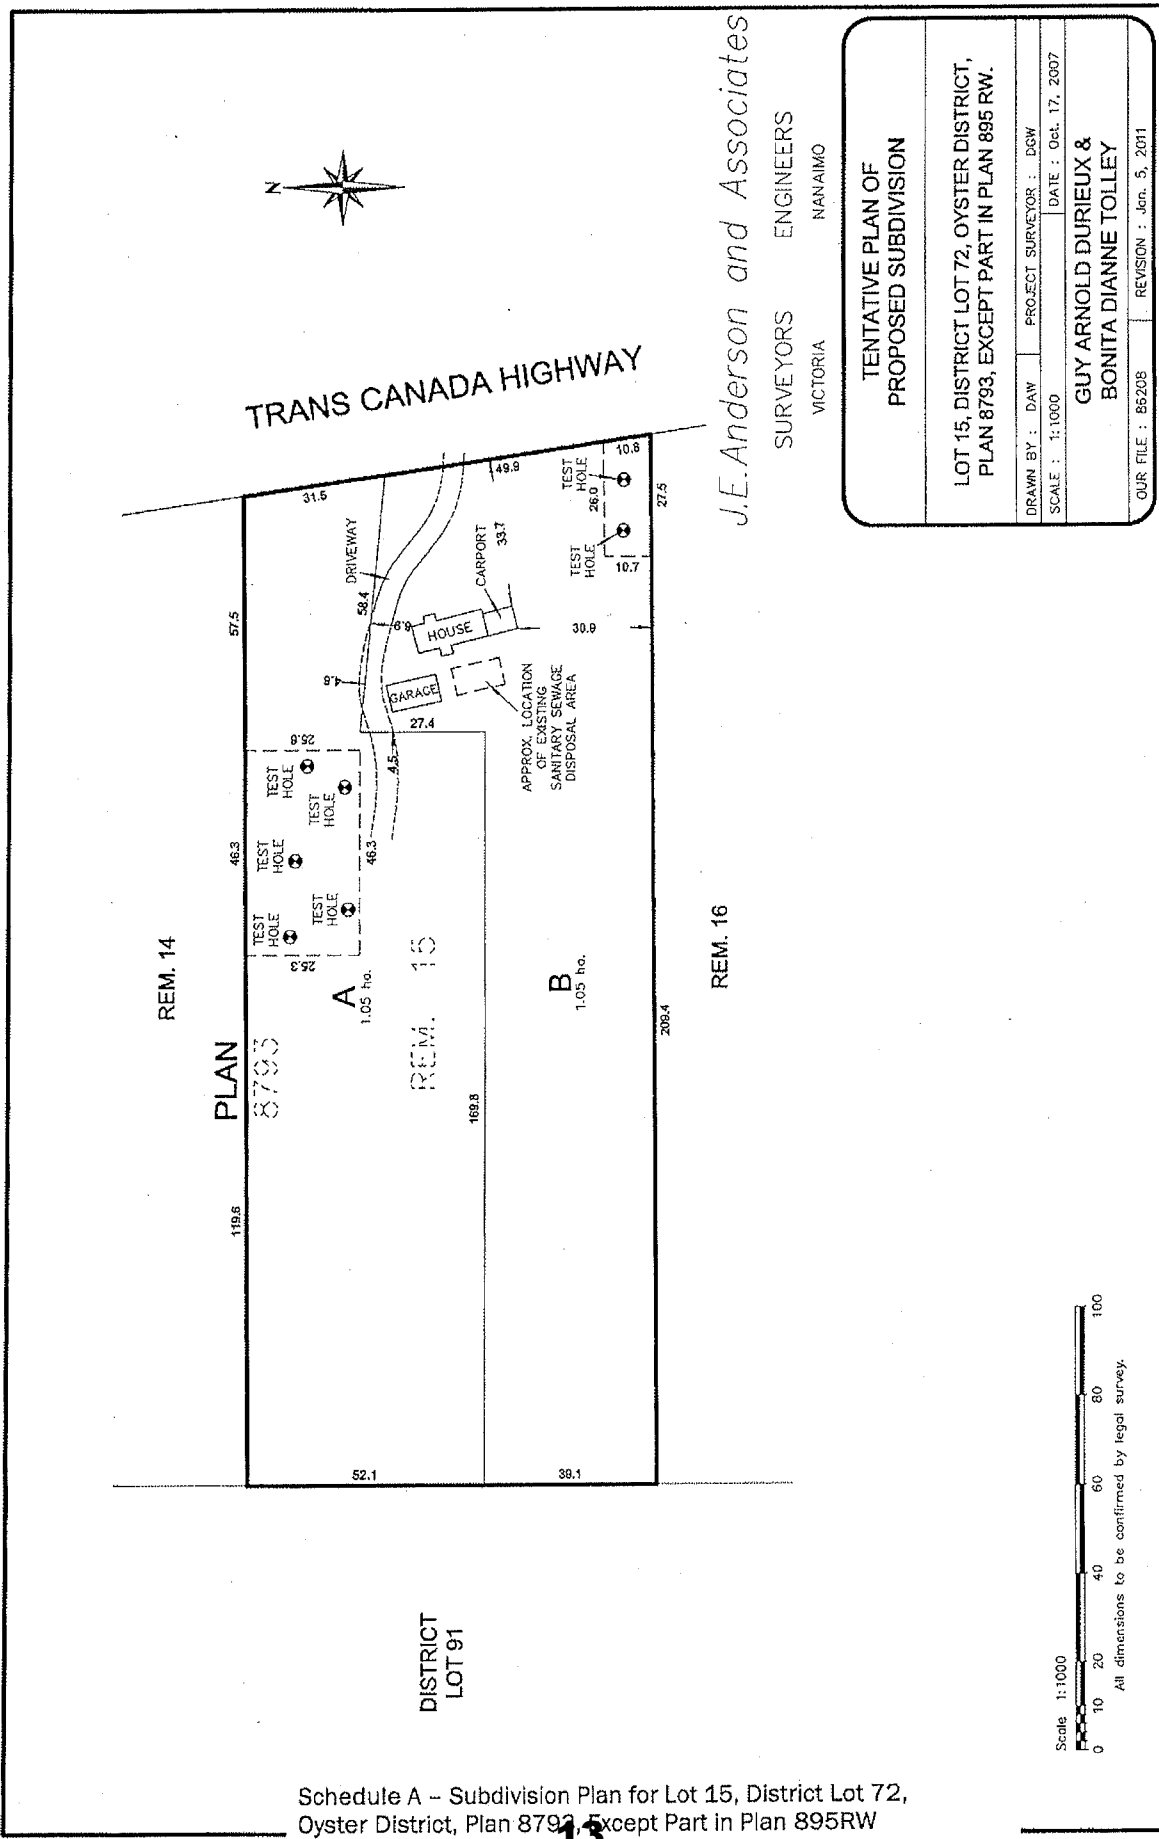 N
TRANS CANADA HIGHWAY
REM. 14
PLAN
8793
57.5
46.3
119.6
31.5
DRIVEWAY
58.4
6.9
4.6
25.6
TEST
HOLE
TEST
HOLE
TEST
HOLE
TEST
HOLE
TEST
HOLE
25.3
46.3
4.5
A
1.05 ha.
REM. 15
GARAGE
HOUSE
CARPORT
33.7
49.9
27.4
APPROX. LOCATION
OF EXISTING
SANITARY SEWAGE
DISPOSAL AREA
30.9
TEST
HOLE
TEST
HOLE
26.0
10.8
10.7
27.5
169.8
B
1.05 ha.
209.4
REM. 16
52.1
39.1
DISTRICT
LOT 91
J.E. Anderson and Associates
SURVEYORS ENGINEERS
VICTORIA NANAIMO
TENTATIVE PLAN OF
PROPOSED SUBDIVISION
LOT 15, DISTRICT LOT 72, OYSTER DISTRICT,
PLAN 8793, EXCEPT PART IN PLAN 895 RW.
DRAWN BY : DAW PROJECT SURVEYOR : DGW
SCALE : 1:1000 DATE : Oct. 17, 2007
GUY ARNOLD DURIEUX &
BONITA DIANNE TOLLEY
OUR FILE : 86208 REVISION : Jan. 5, 2011
Scale 1:1000
0 10 20 40 60 80 100
All dimensions to be confirmed by legal survey.
Schedule A – Subdivision Plan for Lot 15, District Lot 72,
Oyster District, Plan 8793, Except Part in Plan 895RW
13